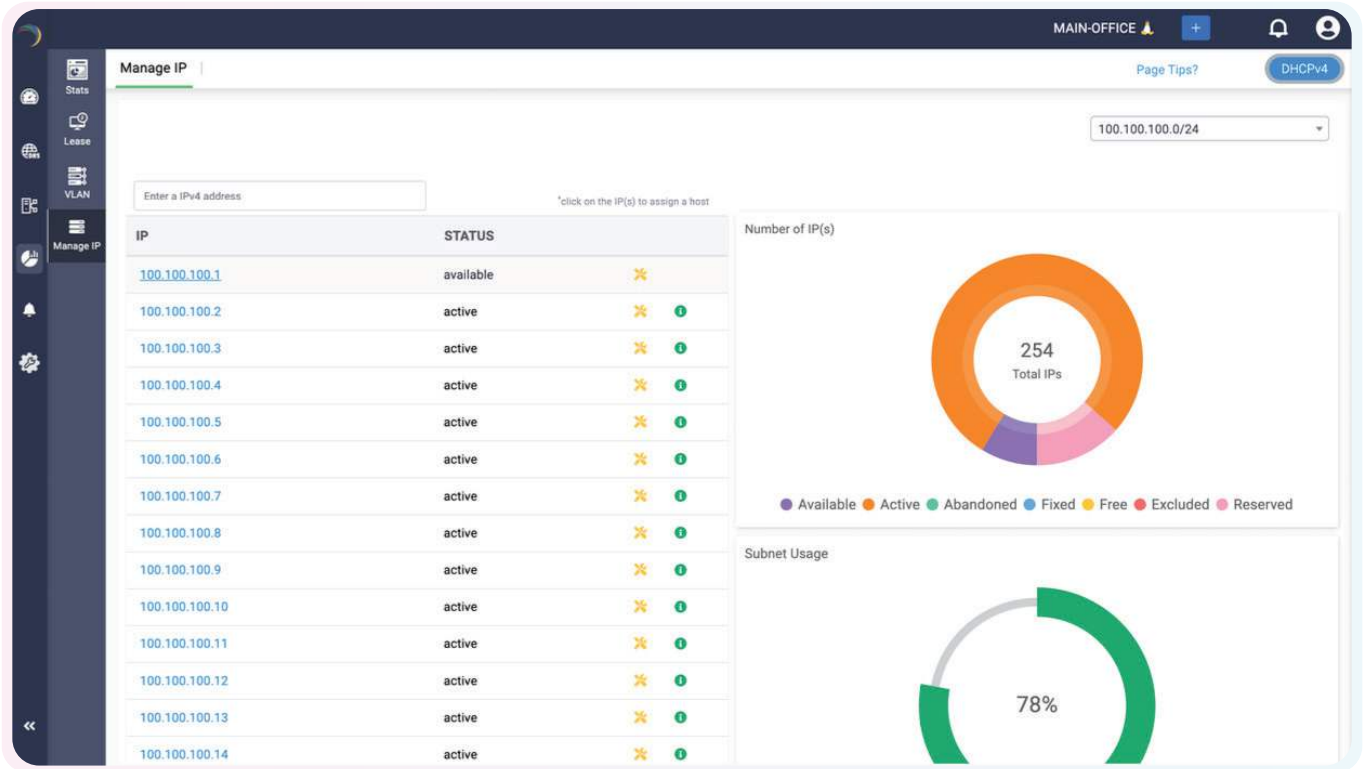 MAIN-OFFICE
+
Manage IP
Page Tips?
DHCPv4
Stats
Lease
DNS
VLAN
Manage IP
100.100.100.0/24
Enter a IPv4 address
*click on the IP(s) to assign a host
IP STATUS
100.100.100.1 available
100.100.100.2 active
100.100.100.3 active
100.100.100.4 active
100.100.100.5 active
100.100.100.6 active
100.100.100.7 active
100.100.100.8 active
100.100.100.9 active
100.100.100.10 active
100.100.100.11 active
100.100.100.12 active
100.100.100.13 active
100.100.100.14 active
Number of IP(s)
254
Total IPs
Available Active Abandoned Fixed Free Excluded Reserved
Subnet Usage
78%